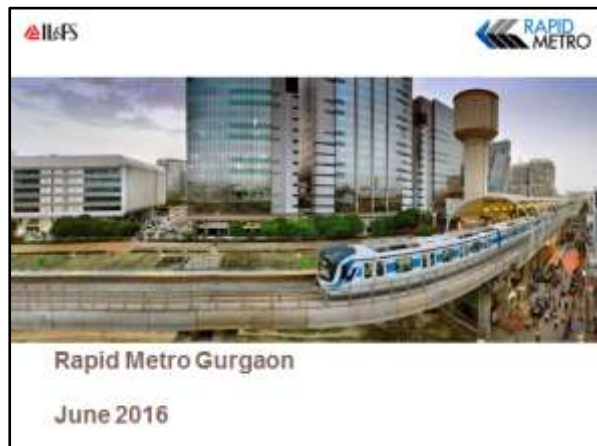 IL&FS
RAPID
METRO
Rapid Metro Gurgaon
June 2016